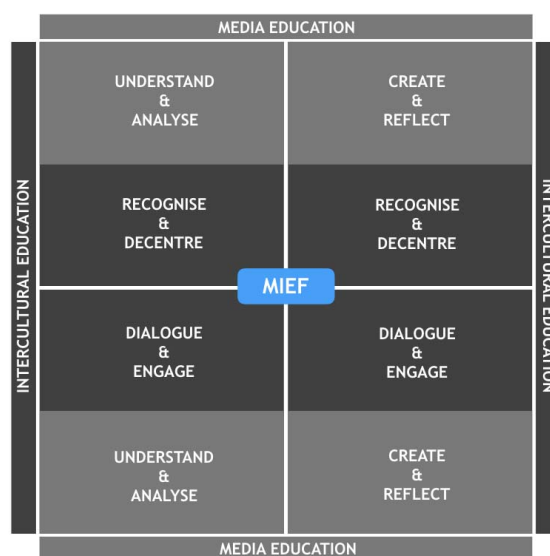 MEDIA EDUCATION
INTERCULTURAL EDUCATION
UNDERSTAND
&
ANALYSE
CREATE
&
REFLECT
RECOGNISE
&
DECENTRE
RECOGNISE
&
DECENTRE
MIEF
DIALOGUE
&
ENGAGE
DIALOGUE
&
ENGAGE
UNDERSTAND
&
ANALYSE
CREATE
&
REFLECT
INTERCULTURAL EDUCATION
MEDIA EDUCATION